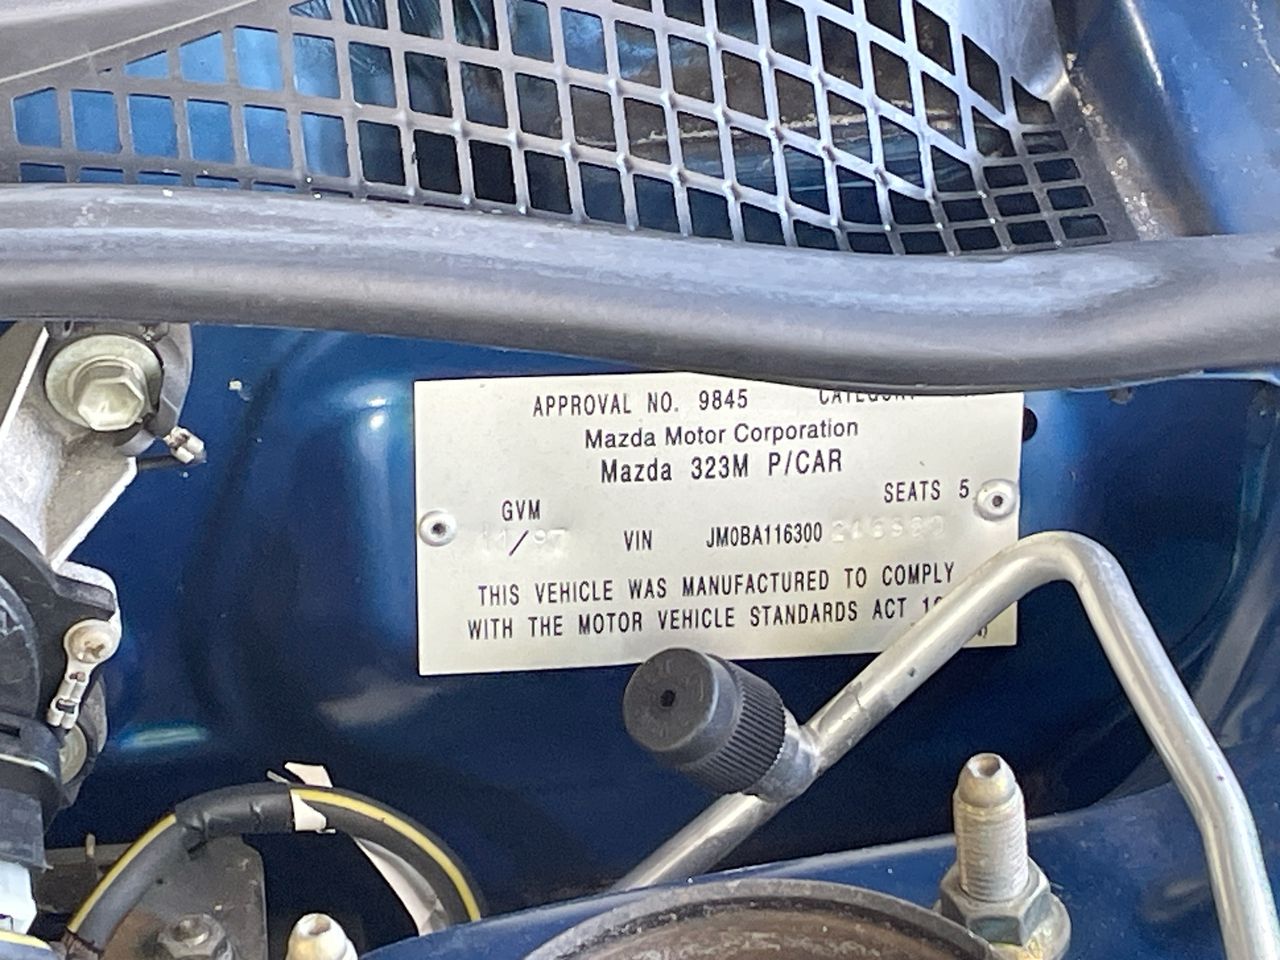 APPROVAL NO. 9845
Mazda Motor Corporation
Mazda 323M P/CAR
SEATS 5
GVM
VIN JM0BA116300
THIS VEHICLE WAS MANUFACTURED TO COMPLY
WITH THE MOTOR VEHICLE STANDARDS ACT